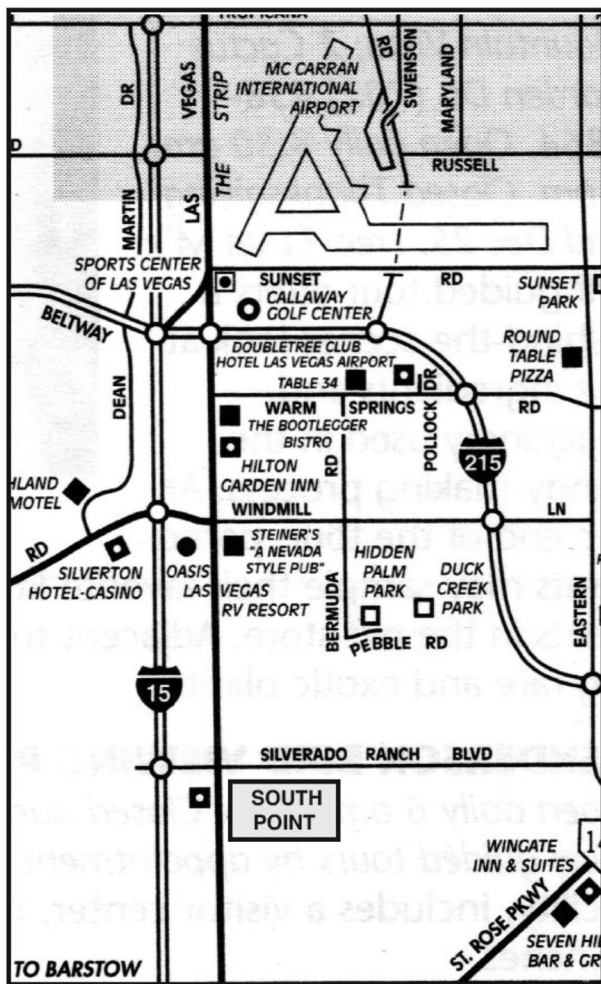 TROPICANA
MC CARRAN
INTERNATIONAL
AIRPORT
RD
SWENSON
MARYLAND
DR
VEGAS
STRIP
RUSSELL
MARTIN
LAS
THE
SPORTS CENTER
OF LAS VEGAS
SUNSET RD
SUNSET
PARK
CALLAWAY
GOLF CENTER
BELTWAY
DOUBLETREE CLUB
HOTEL LAS VEGAS AIRPORT
ROUND
TABLE
PIZZA
TABLE 34
DEAN
POLLOCK DR
WARM SPRINGS RD
THE BOOTLEGGER
BISTRO
215
HILTON
GARDEN INN
RD
HLAND
MOTEL
WINDMILL LN
RD
SILVERTON
HOTEL-CASINO
OASIS
LAS VEGAS
RV RESORT
STEINER'S
"A NEVADA
STYLE PUB"
HIDDEN
PALM
PARK
DUCK
CREEK
PARK
BERMUDA
EASTERN
PEBBLE RD
15
SILVERADO RANCH BLVD
SOUTH
POINT
WINGATE
INN & SUITES
ST. ROSE PKWY
SEVEN HI
BAR & GR
TO BARSTOW